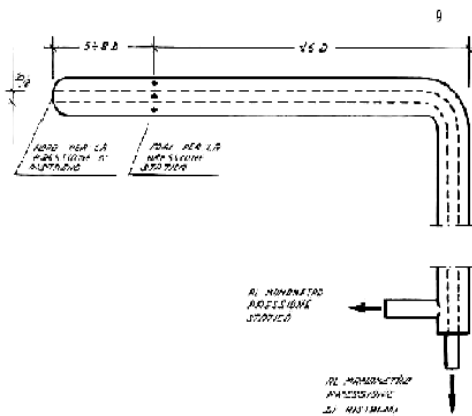 9
5÷8 D
16 D
FORO PER LA
PRESSIONE DI
RISTAGNO
FORI PER LA
PRESSIONE
STATICA
AL MANOMETRO
PRESSIONE
STATICA
AL MANOMETRO
PRESSIONE
DI RISTAGNO